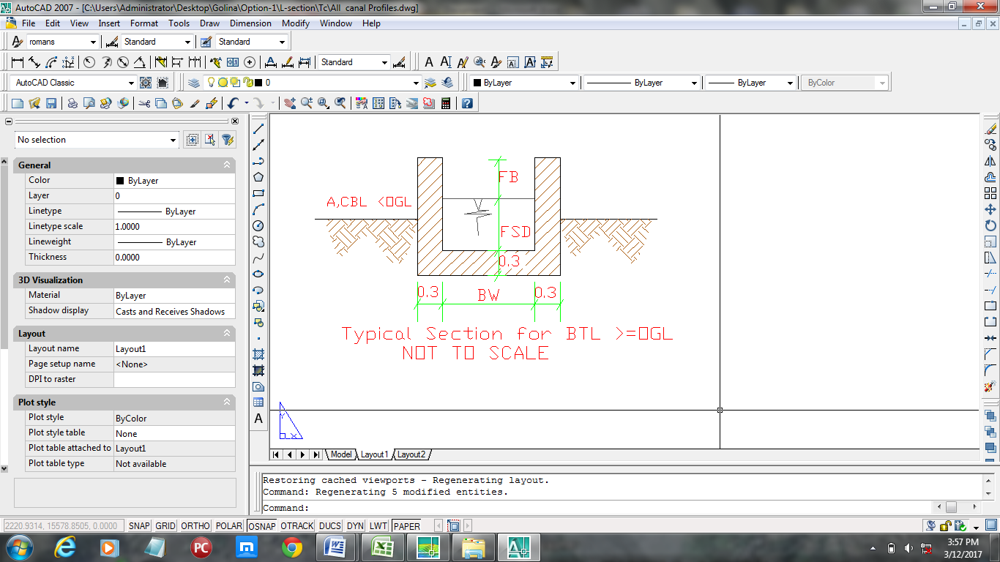 AutoCAD 2007 - [C:\Users\Administrator\Desktop\Golina\Option-1\L-section\Tc\All  canal Profiles.dwg]
File Edit View Insert Format Tools Draw Dimension Modify Window Help
romans Standard Standard
Standard
AutoCAD Classic 0 ByLayer ByLayer ByLayer ByColor
No selection
General
Color ByLayer
Layer 0
Linetype ByLayer
Linetype scale 1.0000
Lineweight ByLayer
Thickness 0.0000
3D Visualization
Material ByLayer
Shadow display Casts and Receives Shadows
Layout
Layout name Layout1
Page setup name <None>
DPI to raster
Plot style
Plot style ByColor
Plot style table None
Plot table attached to Layout1
Plot table type Not available
FB
A,CBL <OGL
FSD
0.3
0.3 BW 0.3
Typical Section for BTL >=OGL
NOT TO SCALE
Y
X
Model Layout1 Layout2
Restoring cached viewports - Regenerating layout.
Command: Regenerating 5 modified entities.
Command:
2220.9314, 15578.8505, 0.0000 SNAP GRID ORTHO POLAR OSNAP OTRACK DUCS DYN LWT PAPER
3:57 PM
3/12/2017